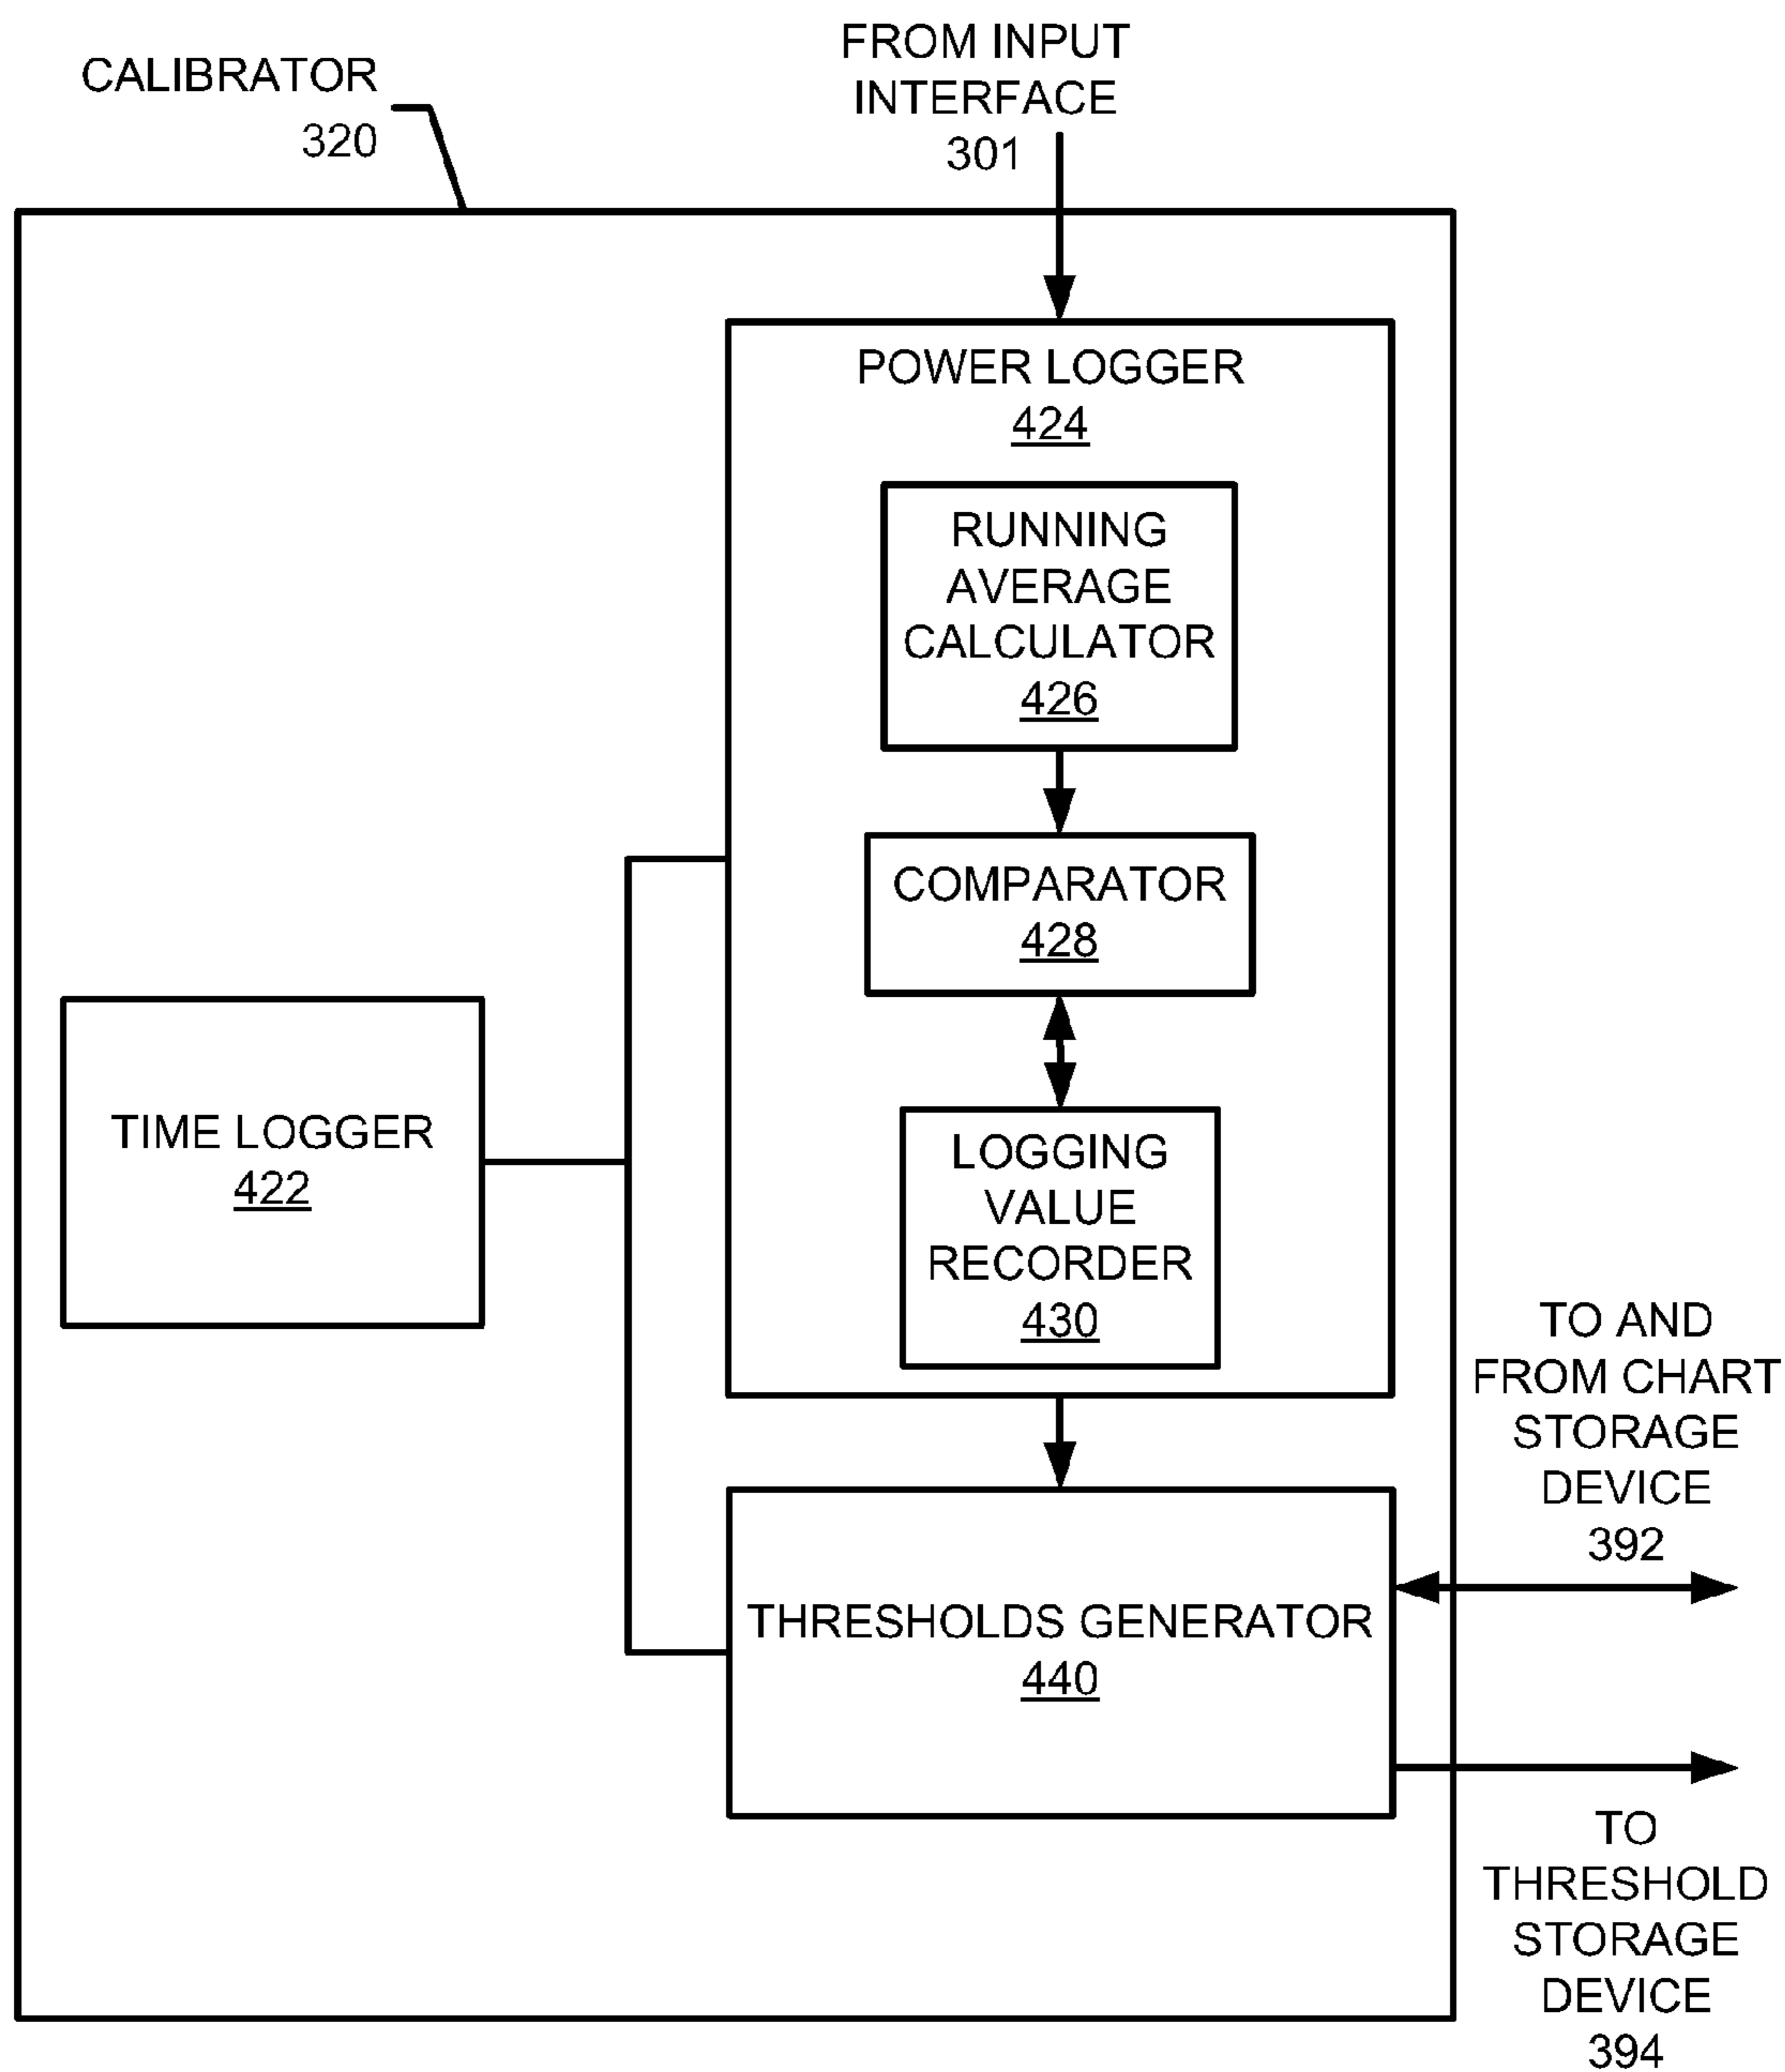 CALIBRATOR
320
FROM INPUT
INTERFACE
301
POWER LOGGER
424
RUNNING
AVERAGE
CALCULATOR
426
COMPARATOR
428
TIME LOGGER
422
LOGGING
VALUE
RECORDER
430
TO AND
FROM CHART
STORAGE
DEVICE
392
THRESHOLDS GENERATOR
440
TO
THRESHOLD
STORAGE
DEVICE
394